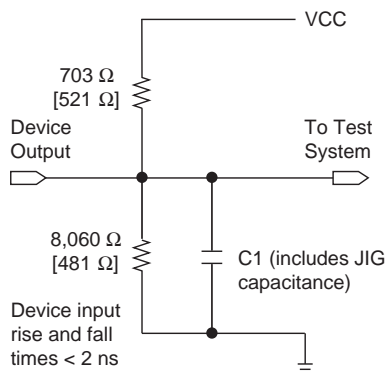 VCC
703 Ω
[521 Ω]
Device
Output
To Test
System
8,060 Ω
[481 Ω]
C1 (includes JIG
capacitance)
Device input
rise and fall
times < 2 ns